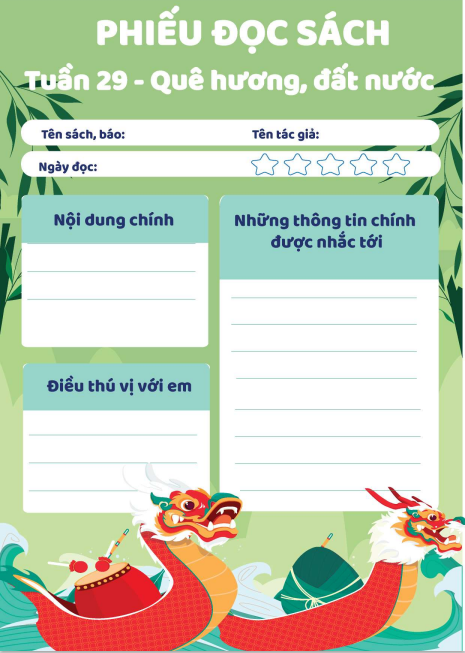 PHIẾU ĐỌC SÁCH
Tuần 29 - Quê hương, đất nước
Tên sách, báo: Tên tác giả:
Ngày đọc:
Nội dung chính
Những thông tin chính
được nhắc tới
Điều thú vị với em